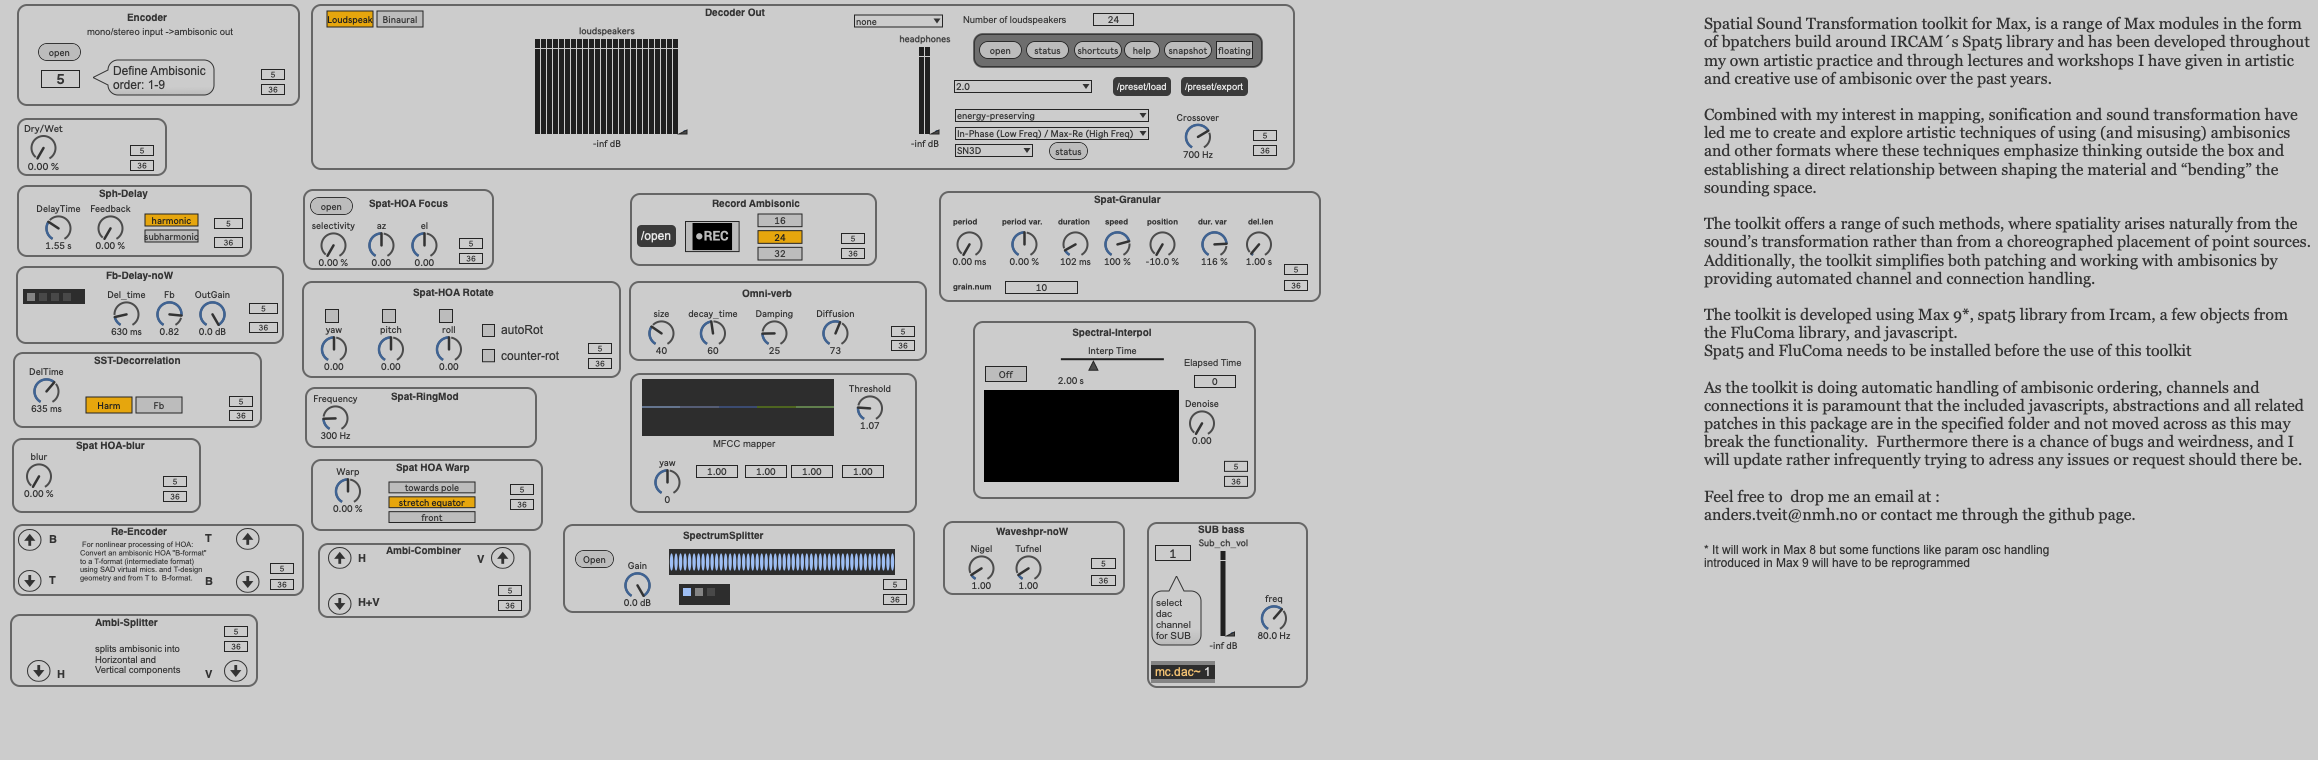 Encoder
mono/stereo input ->ambisonic out
open
5
Define Ambisonic
order: 1-9
5
36
Decoder Out
Loudspeak
Binaural
loudspeakers
-inf dB
none
headphones
-inf dB
Number of loudspeakers
24
open
status
shortcuts
help
snapshot
floating
2.0
/preset/load
/preset/export
energy-preserving
In-Phase (Low Freq) / Max-Re (High Freq)
SN3D
status
Crossover
700 Hz
5
36
Dry/Wet
0.00 %
5
36
Sph-Delay
DelayTime
1.55 s
Feedback
0.00 %
harmonic
subharmonic
5
36
Spat-HOA Focus
open
selectivity
0.00 %
az
0.00
el
0.00
5
36
Record Ambisonic
/open
●REC
16
24
32
5
36
Spat-Granular
period
0.00 ms
period var.
0.00 %
duration
102 ms
speed
100 %
position
-10.0 %
dur. var
116 %
del.len
1.00 s
grain.num
10
5
36
Fb-Delay-noW
Del_time
630 ms
Fb
0.82
OutGain
0.0 dB
5
36
Spat-HOA Rotate
yaw
0.00
pitch
0.00
roll
0.00
autoRot
counter-rot
5
36
Omni-verb
size
40
decay_time
60
Damping
25
Diffusion
73
5
36
SST-Decorrelation
DelTime
635 ms
Harm
Fb
5
36
Spat-RingMod
Frequency
300 Hz
MFCC mapper
Threshold
1.07
yaw
0
1.00
1.00
1.00
1.00
Spectral-Interpol
Interp Time
2.00 s
Off
Elapsed Time
0
Denoise
0.00
5
36
Spat HOA-blur
blur
0.00 %
5
36
Spat HOA Warp
Warp
0.00 %
towards pole
stretch equator
front
5
36
Re-Encoder
B
T
For nonlinear processing of HOA:
Convert an ambisonic HOA "B-format"
to a T-format (intermediate format)
using SAD virtual mics. and T-design
geometry and from T to B-format.
T
B
5
36
Ambi-Combiner
H
V
H+V
5
36
SpectrumSplitter
Open
Gain
0.0 dB
5
36
Waveshpr-noW
Nigel
1.00
Tufnel
1.00
5
36
SUB bass
1
Sub_ch_vol
select
dac
channel
for SUB
-inf dB
freq
80.0 Hz
mc.dac~ 1
Ambi-Splitter
splits ambisonic into
Horizontal and
Vertical components
H
V
5
36
Spatial Sound Transformation toolkit for Max, is a range of Max modules in the form
of bpatchers build around IRCAM´s Spat5 library and has been developed throughout
my own artistic practice and through lectures and workshops I have given in artistic
and creative use of ambisonic over the past years.
Combined with my interest in mapping, sonification and sound transformation have
led me to create and explore artistic techniques of using (and misusing) ambisonics
and other formats where these techniques emphasize thinking outside the box and
establishing a direct relationship between shaping the material and “bending” the
sounding space.
The toolkit offers a range of such methods, where spatiality arises naturally from the
sound’s transformation rather than from a choreographed placement of point sources.
Additionally, the toolkit simplifies both patching and working with ambisonics by
providing automated channel and connection handling.
The toolkit is developed using Max 9*, spat5 library from Ircam, a few objects from
the FluComa library, and javascript.
Spat5 and FluComa needs to be installed before the use of this toolkit
As the toolkit is doing automatic handling of ambisonic ordering, channels and
connections it is paramount that the included javascripts, abstractions and all related
patches in this package are in the specified folder and not moved across as this may
break the functionality.  Furthermore there is a chance of bugs and weirdness, and I
will update rather infrequently trying to adress any issues or request should there be.
Feel free to  drop me an email at :
anders.tveit@nmh.no or contact me through the github page.
* It will work in Max 8 but some functions like param osc handling
introduced in Max 9 will have to be reprogrammed